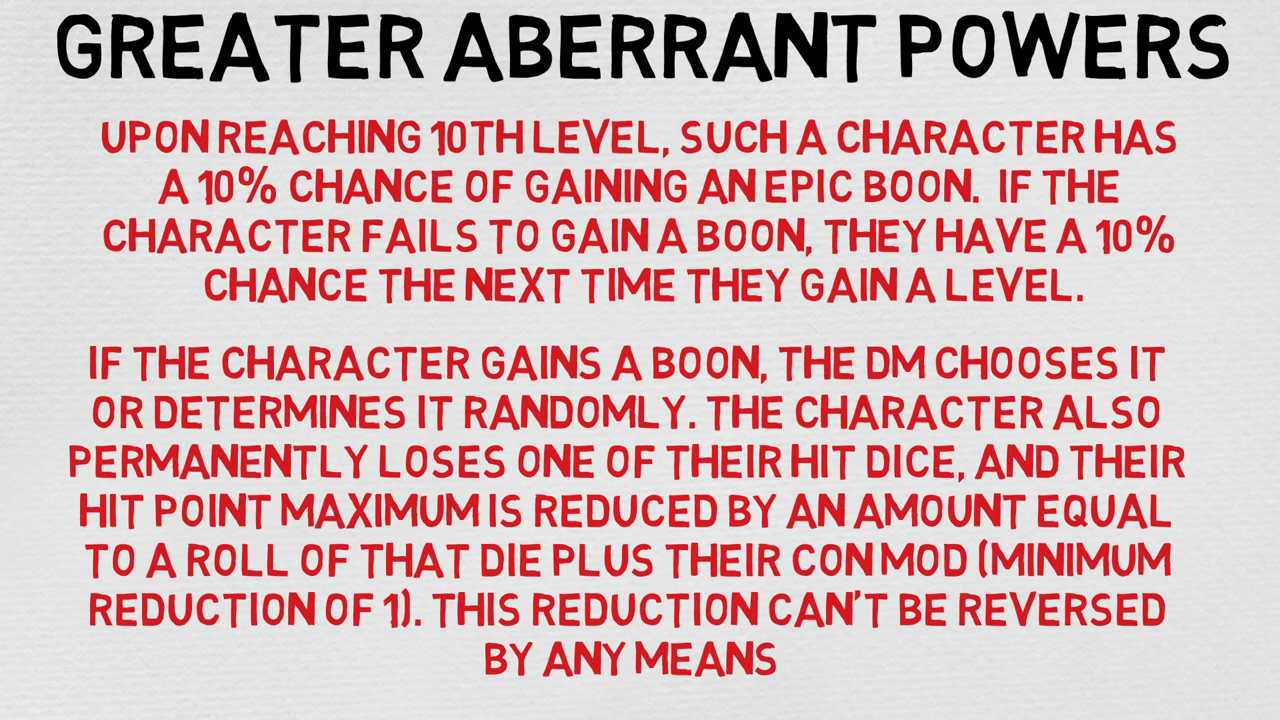 GREATER ABERRANT POWERS
UPON REACHING 10TH LEVEL, SUCH A CHARACTER HAS
A 10% CHANCE OF GAINING AN EPIC BOON. IF THE
CHARACTER FAILS TO GAIN A BOON, THEY HAVE A 10%
CHANCE THE NEXT TIME THEY GAIN A LEVEL.
IF THE CHARACTER GAINS A BOON, THE DM CHOOSES IT
OR DETERMINES IT RANDOMLY. THE CHARACTER ALSO
PERMANENTLY LOSES ONE OF THEIR HIT DICE, AND THEIR
HIT POINT MAXIMUM IS REDUCED BY AN AMOUNT EQUAL
TO A ROLL OF THAT DIE PLUS THEIR CON MOD (MINIMUM
REDUCTION OF 1). THIS REDUCTION CAN'T BE REVERSED
BY ANY MEANS